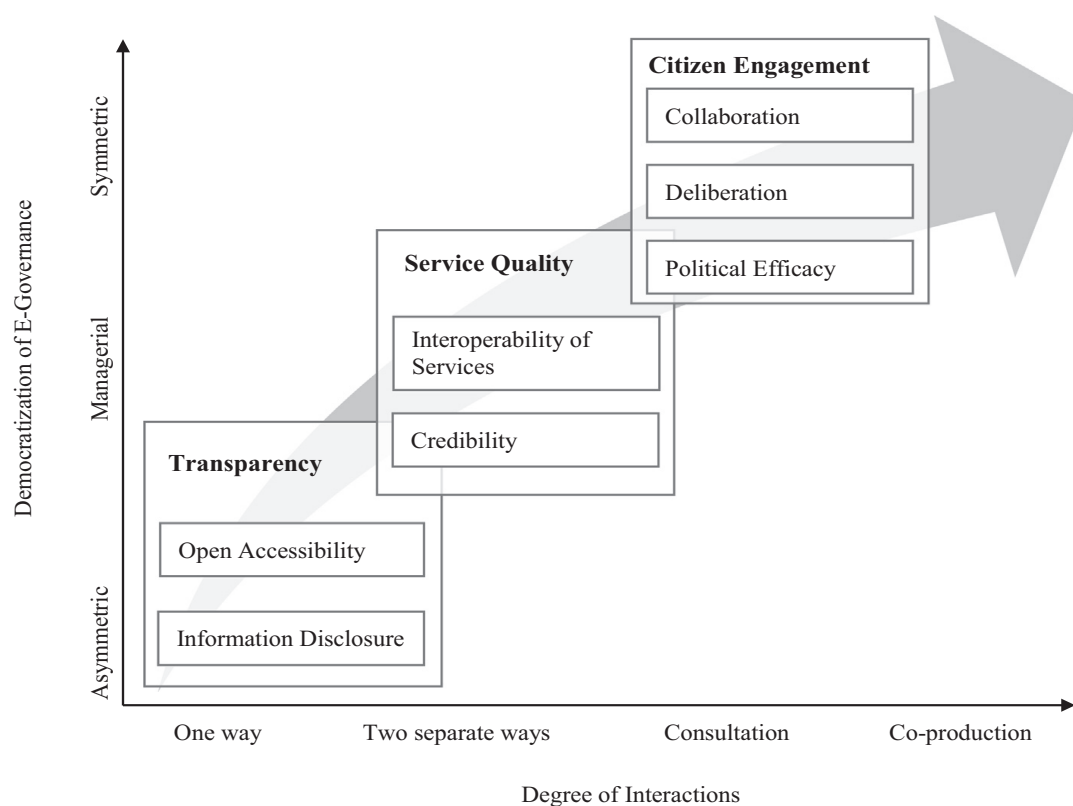 Citizen Engagement
Collaboration
Deliberation
Political Efficacy
Service Quality
Interoperability of
Services
Credibility
Transparency
Open Accessibility
Information Disclosure
Democratization of E-Governance
Symmetric
Managerial
Asymmetric
One way
Two separate ways
Consultation
Co-production
Degree of Interactions